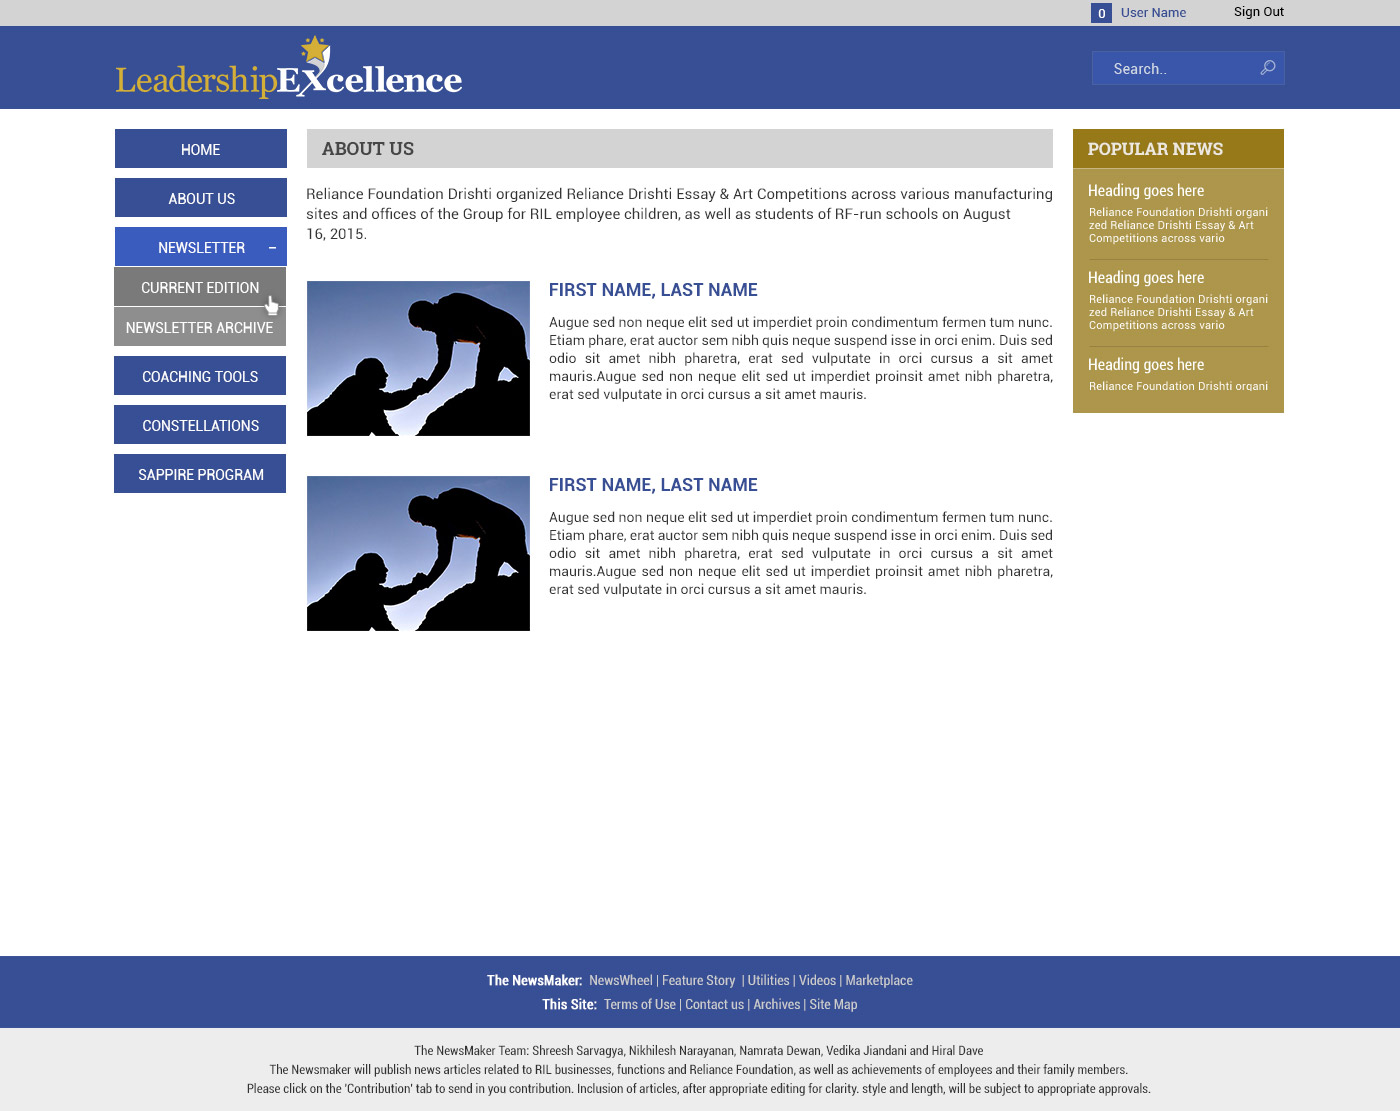 0 User Name Sign Out
LeadershipEXcellence
Search..
HOME
ABOUT US
NEWSLETTER –
CURRENT EDITION
NEWSLETTER ARCHIVE
COACHING TOOLS
CONSTELLATIONS
SAPPIRE PROGRAM
ABOUT US
Reliance Foundation Drishti organized Reliance Drishti Essay & Art Competitions across various manufacturing
sites and offices of the Group for RIL employee children, as well as students of RF-run schools on August
16, 2015.
FIRST NAME, LAST NAME
Augue sed non neque elit sed ut imperdiet proin condimentum fermen tum nunc.
Etiam phare, erat auctor sem nibh quis neque suspend isse in orci enim. Duis sed
odio sit amet nibh pharetra, erat sed vulputate in orci cursus a sit amet
mauris.Augue sed non neque elit sed ut imperdiet proinsit amet nibh pharetra,
erat sed vulputate in orci cursus a sit amet mauris.
FIRST NAME, LAST NAME
Augue sed non neque elit sed ut imperdiet proin condimentum fermen tum nunc.
Etiam phare, erat auctor sem nibh quis neque suspend isse in orci enim. Duis sed
odio sit amet nibh pharetra, erat sed vulputate in orci cursus a sit amet
mauris.Augue sed non neque elit sed ut imperdiet proinsit amet nibh pharetra,
erat sed vulputate in orci cursus a sit amet mauris.
POPULAR NEWS
Heading goes here
Reliance Foundation Drishti organi
zed Reliance Drishti Essay & Art
Competitions across vario
Heading goes here
Reliance Foundation Drishti organi
zed Reliance Drishti Essay & Art
Competitions across vario
Heading goes here
Reliance Foundation Drishti organi
The NewsMaker: NewsWheel | Feature Story | Utilities | Videos | Marketplace
This Site: Terms of Use | Contact us | Archives | Site Map
The NewsMaker Team: Shreesh Sarvagya, Nikhilesh Narayanan, Namrata Dewan, Vedika Jiandani and Hiral Dave
The Newsmaker will publish news articles related to RIL businesses, functions and Reliance Foundation, as well as achievements of employees and their family members.
Please click on the 'Contribution' tab to send in you contribution. Inclusion of articles, after appropriate editing for clarity. style and length, will be subject to appropriate approvals.